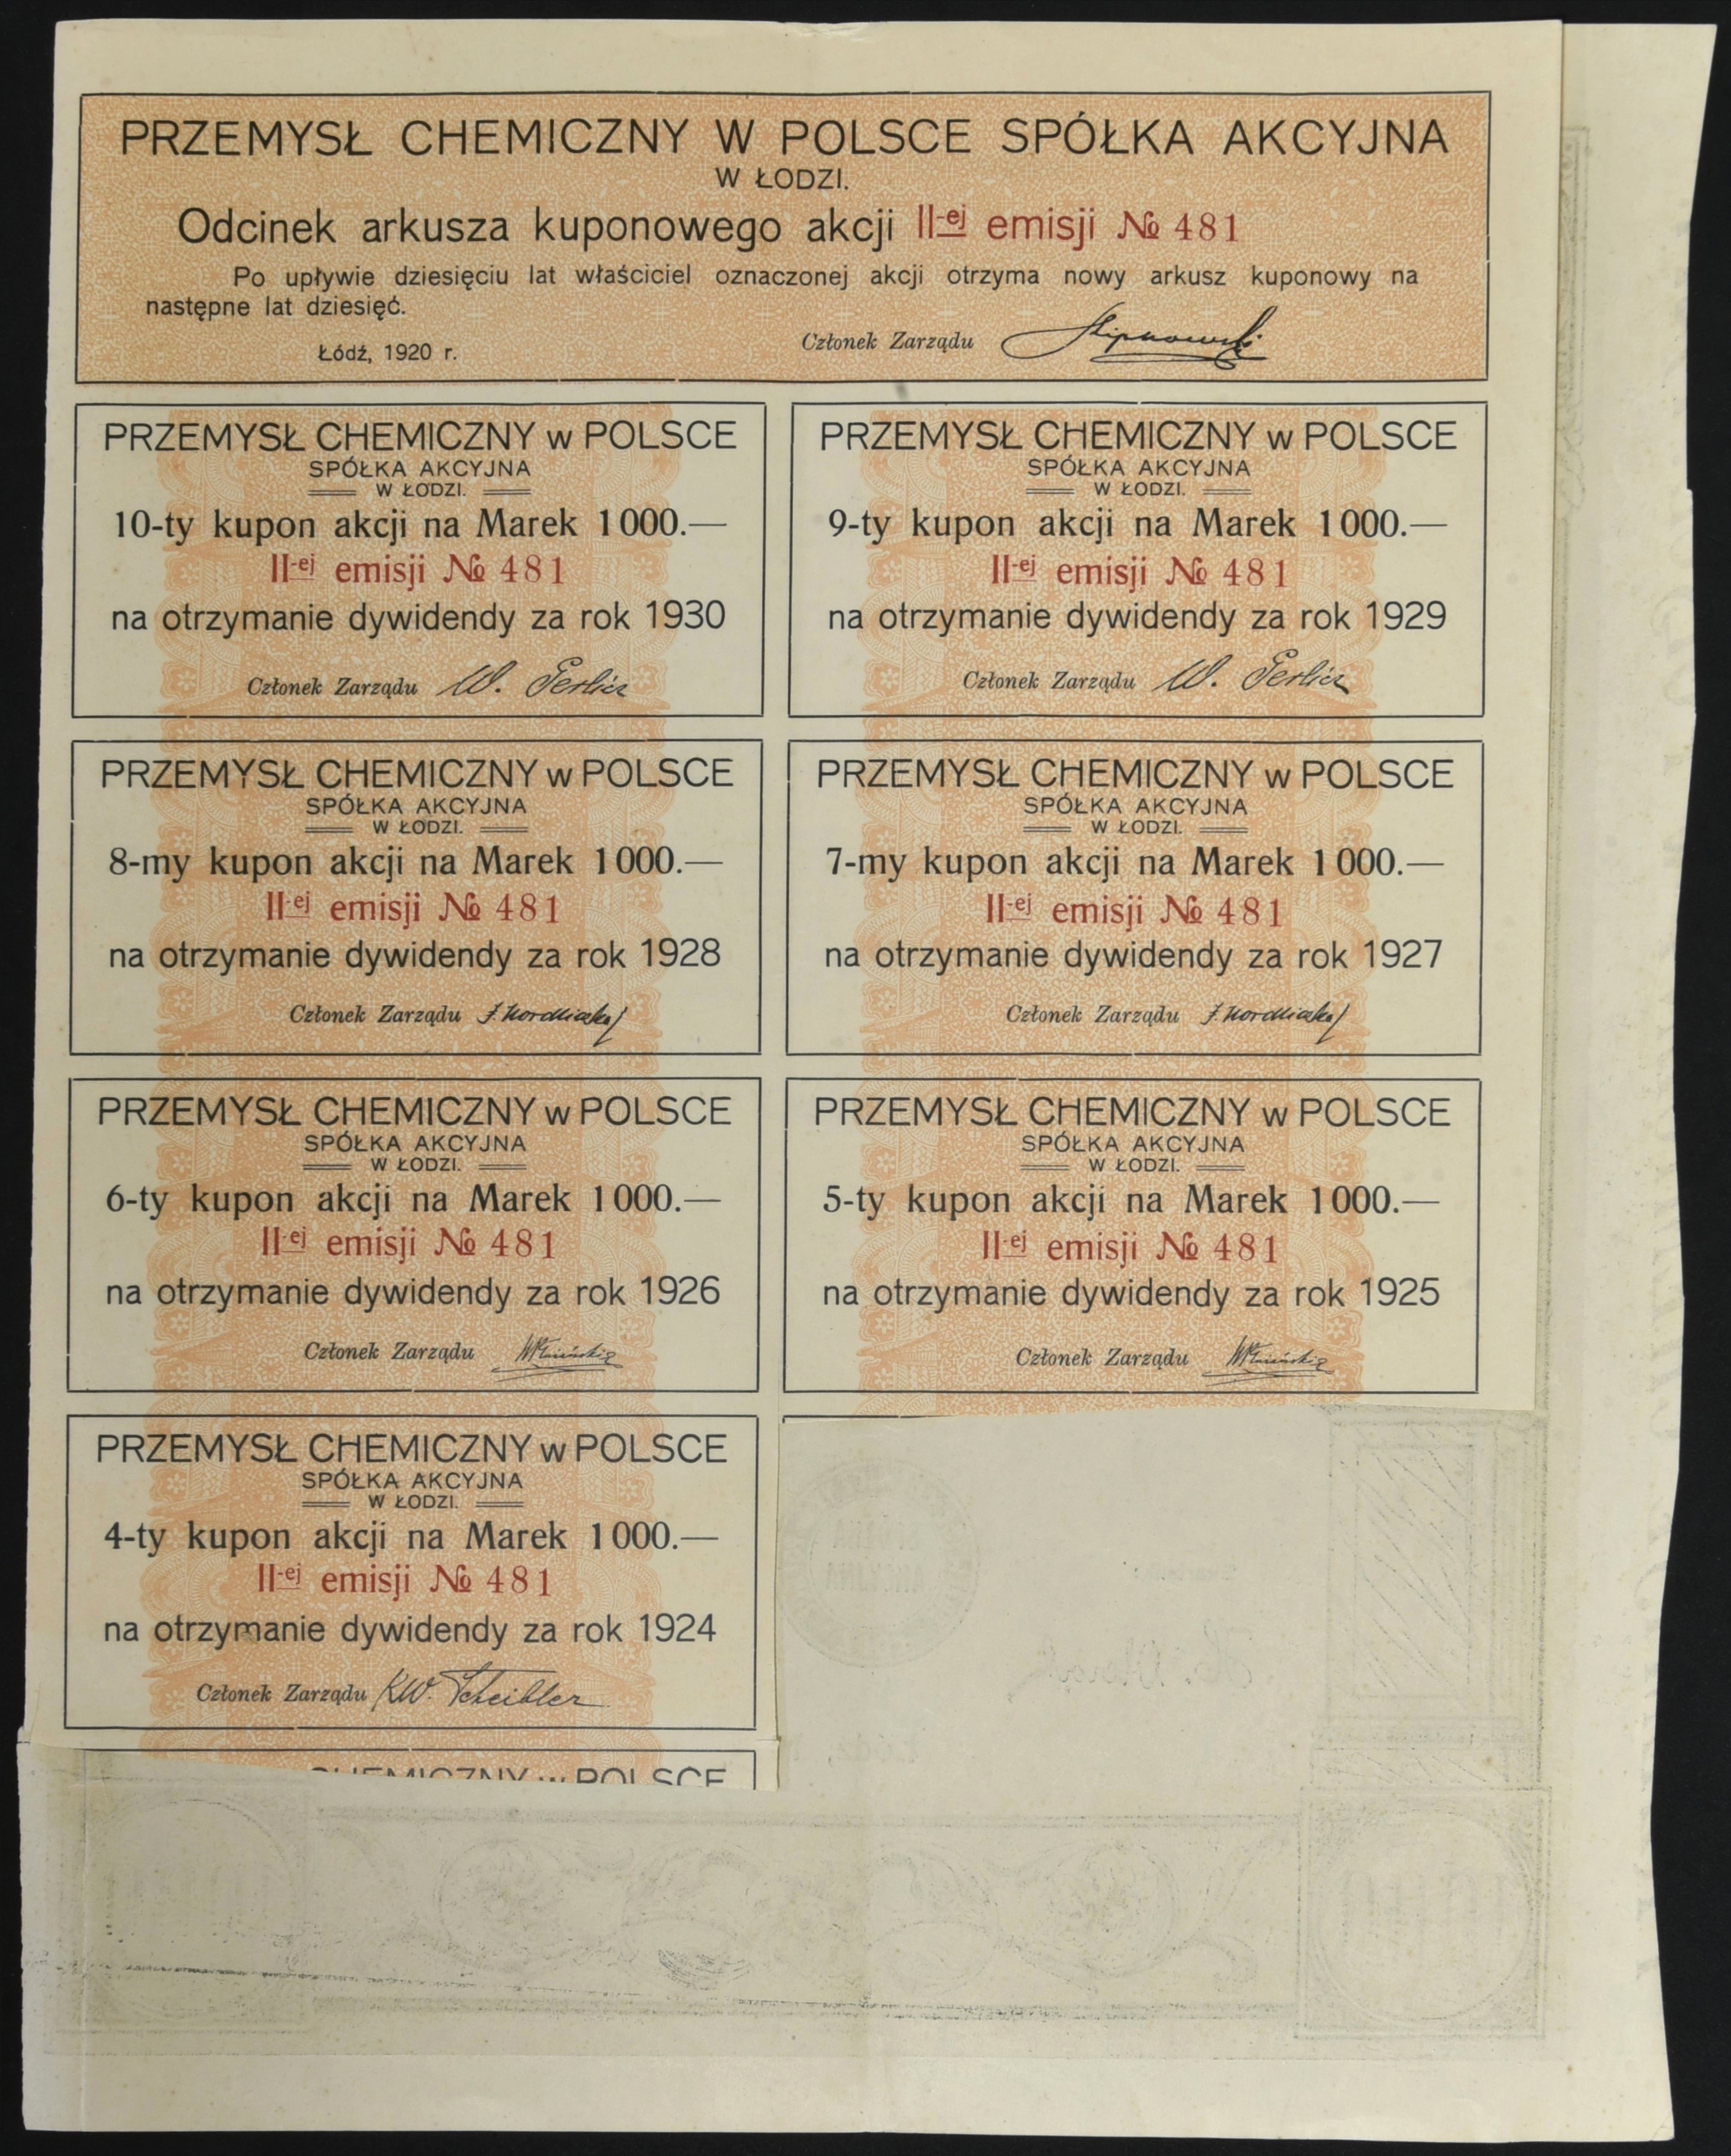 PRZEMYSŁ CHEMICZNY W POLSCE SPÓŁKA AKCYJNA
W ŁODZI.
Odcinek arkusza kuponowego akcji II-ej emisji № 481
Po upływie dziesięciu lat właściciel oznaczonej akcji otrzyma nowy arkusz kuponowy na
następne lat dziesięć.
Łódź, 1920 r.
Członek Zarządu
PRZEMYSŁ CHEMICZNY w POLSCE
SPÓŁKA AKCYJNA
W ŁODZI.
10-ty kupon akcji na Marek 1000.—
II-ej emisji № 481
na otrzymanie dywidendy za rok 1930
Członek Zarządu W. Gerlicz
PRZEMYSŁ CHEMICZNY w POLSCE
SPÓŁKA AKCYJNA
W ŁODZI.
9-ty kupon akcji na Marek 1000.—
II-ej emisji № 481
na otrzymanie dywidendy za rok 1929
Członek Zarządu W. Gerlicz
PRZEMYSŁ CHEMICZNY w POLSCE
SPÓŁKA AKCYJNA
W ŁODZI.
8-my kupon akcji na Marek 1000.—
II-ej emisji № 481
na otrzymanie dywidendy za rok 1928
Członek Zarządu
PRZEMYSŁ CHEMICZNY w POLSCE
SPÓŁKA AKCYJNA
W ŁODZI.
7-my kupon akcji na Marek 1000.—
II-ej emisji № 481
na otrzymanie dywidendy za rok 1927
Członek Zarządu
PRZEMYSŁ CHEMICZNY w POLSCE
SPÓŁKA AKCYJNA
W ŁODZI.
6-ty kupon akcji na Marek 1000.—
II-ej emisji № 481
na otrzymanie dywidendy za rok 1926
Członek Zarządu
PRZEMYSŁ CHEMICZNY w POLSCE
SPÓŁKA AKCYJNA
W ŁODZI.
5-ty kupon akcji na Marek 1000.—
II-ej emisji № 481
na otrzymanie dywidendy za rok 1925
Członek Zarządu
PRZEMYSŁ CHEMICZNY w POLSCE
SPÓŁKA AKCYJNA
W ŁODZI.
4-ty kupon akcji na Marek 1000.—
II-ej emisji № 481
na otrzymanie dywidendy za rok 1924
Członek Zarządu KW. Scheibler
CHEMICZNY w POLSCE